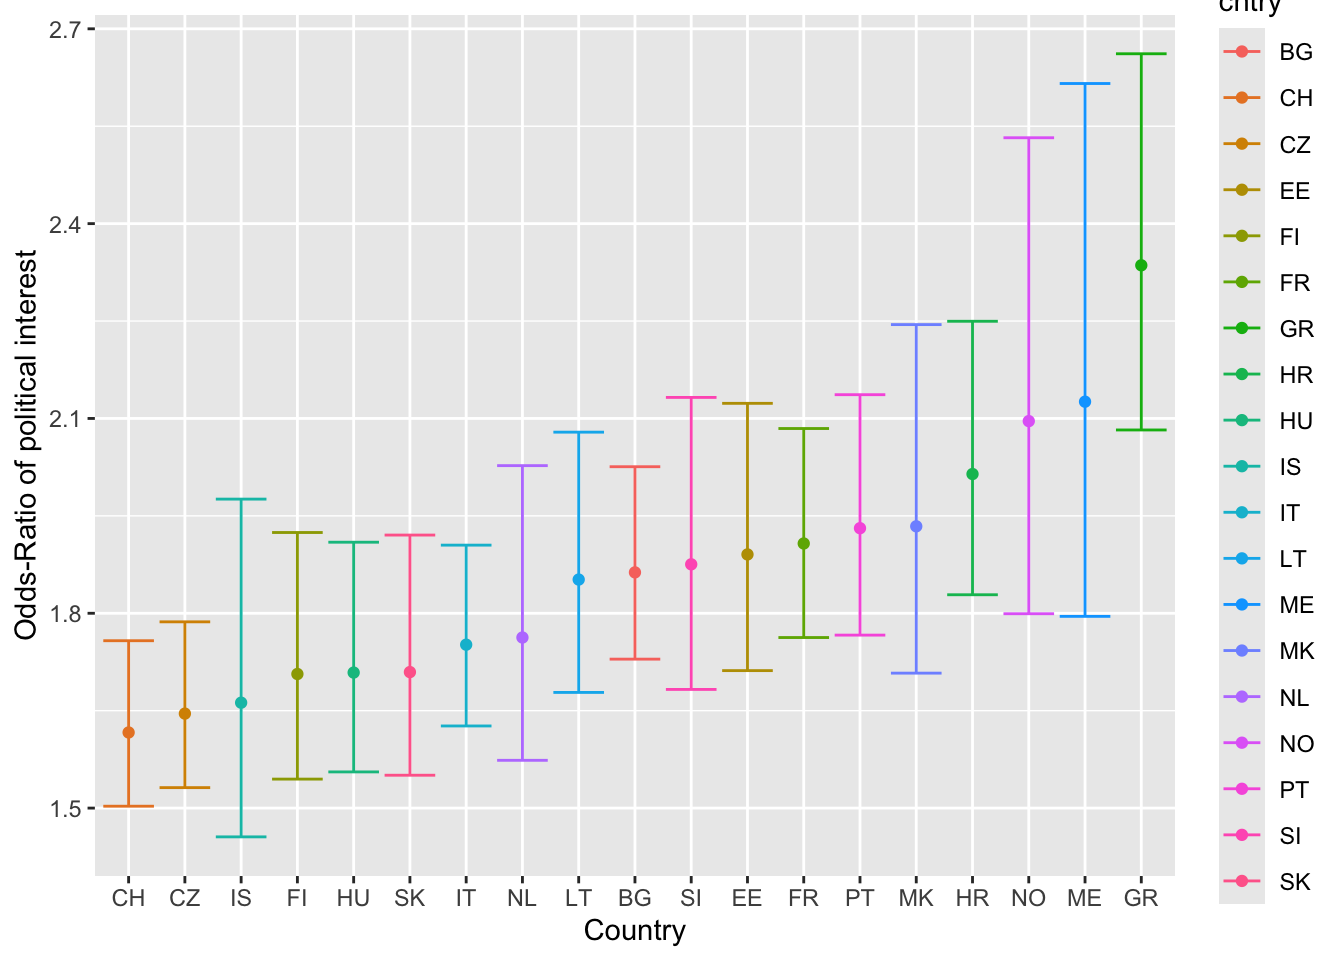 cntry
2.7
2.4
2.1
1.8
1.5
Odds-Ratio of political interest
CH CZ IS FI HU SK IT NL LT BG SI EE FR PT MK HR NO ME GR
Country
BG
CH
CZ
EE
FI
FR
GR
HR
HU
IS
IT
LT
ME
MK
NL
NO
PT
SI
SK